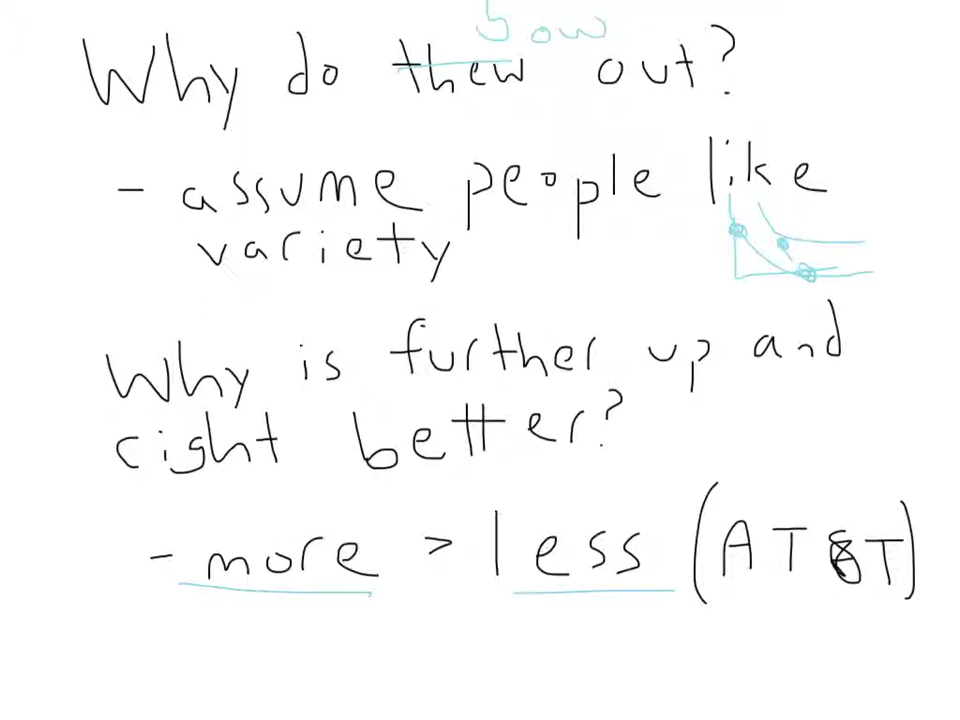 bow
Why do thew out?
- assume people like
variety
Why is further up and
right better?
- more > less (AT&T)